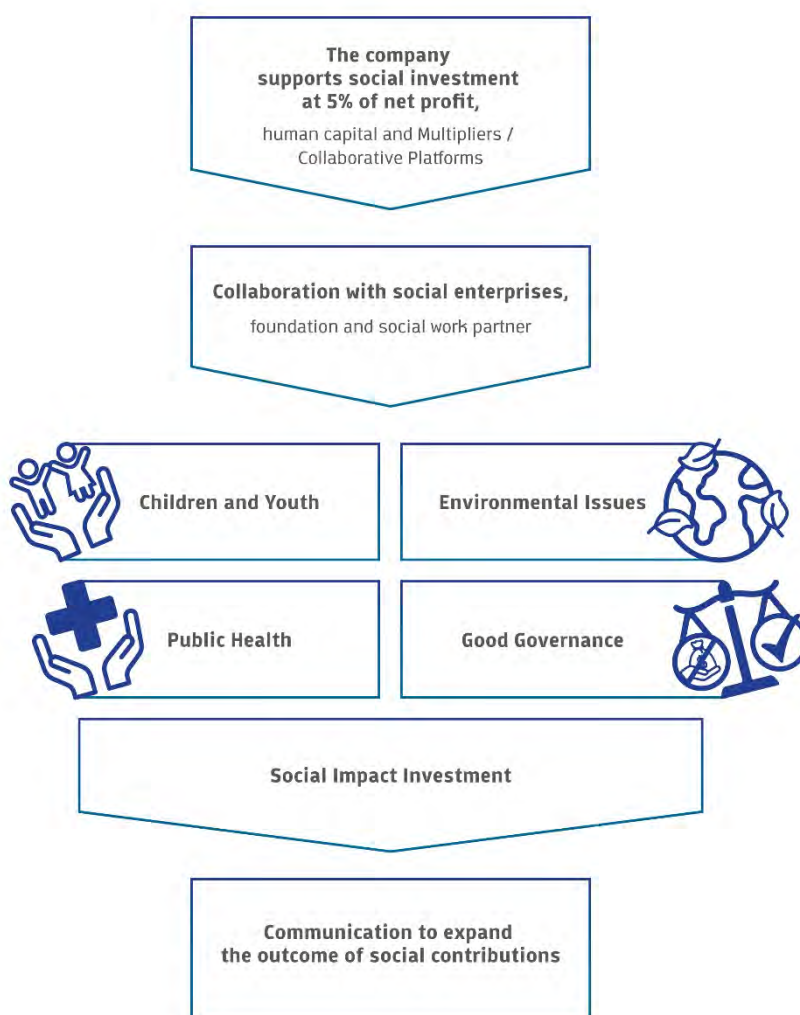 The company
supports social investment
at 5% of net profit,
human capital and Multipliers /
Collaborative Platforms
Collaboration with social enterprises,
foundation and social work partner
Children and Youth
Environmental Issues
Public Health
Good Governance
Social Impact Investment
Communication to expand
the outcome of social contributions